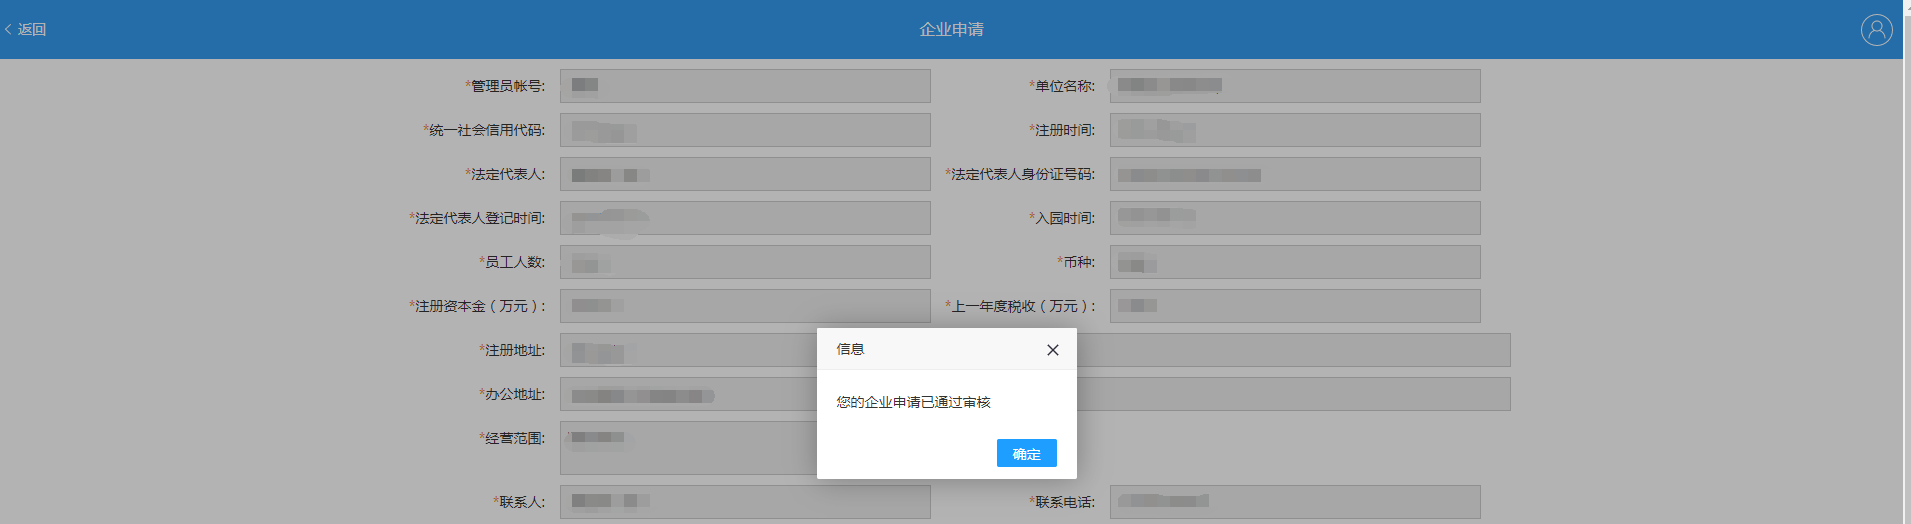 返回
企业申请
*管理员帐号:
*单位名称:
*统一社会信用代码:
*注册时间:
*法定代表人:
*法定代表人身份证号码:
*法定代表人登记时间:
*入园时间:
*员工人数:
*币种:
*注册资本金（万元）:
*上一年度税收（万元）:
*注册地址:
*办公地址:
*经营范围:
*联系人:
*联系电话:
信息
您的企业申请已通过审核
确定